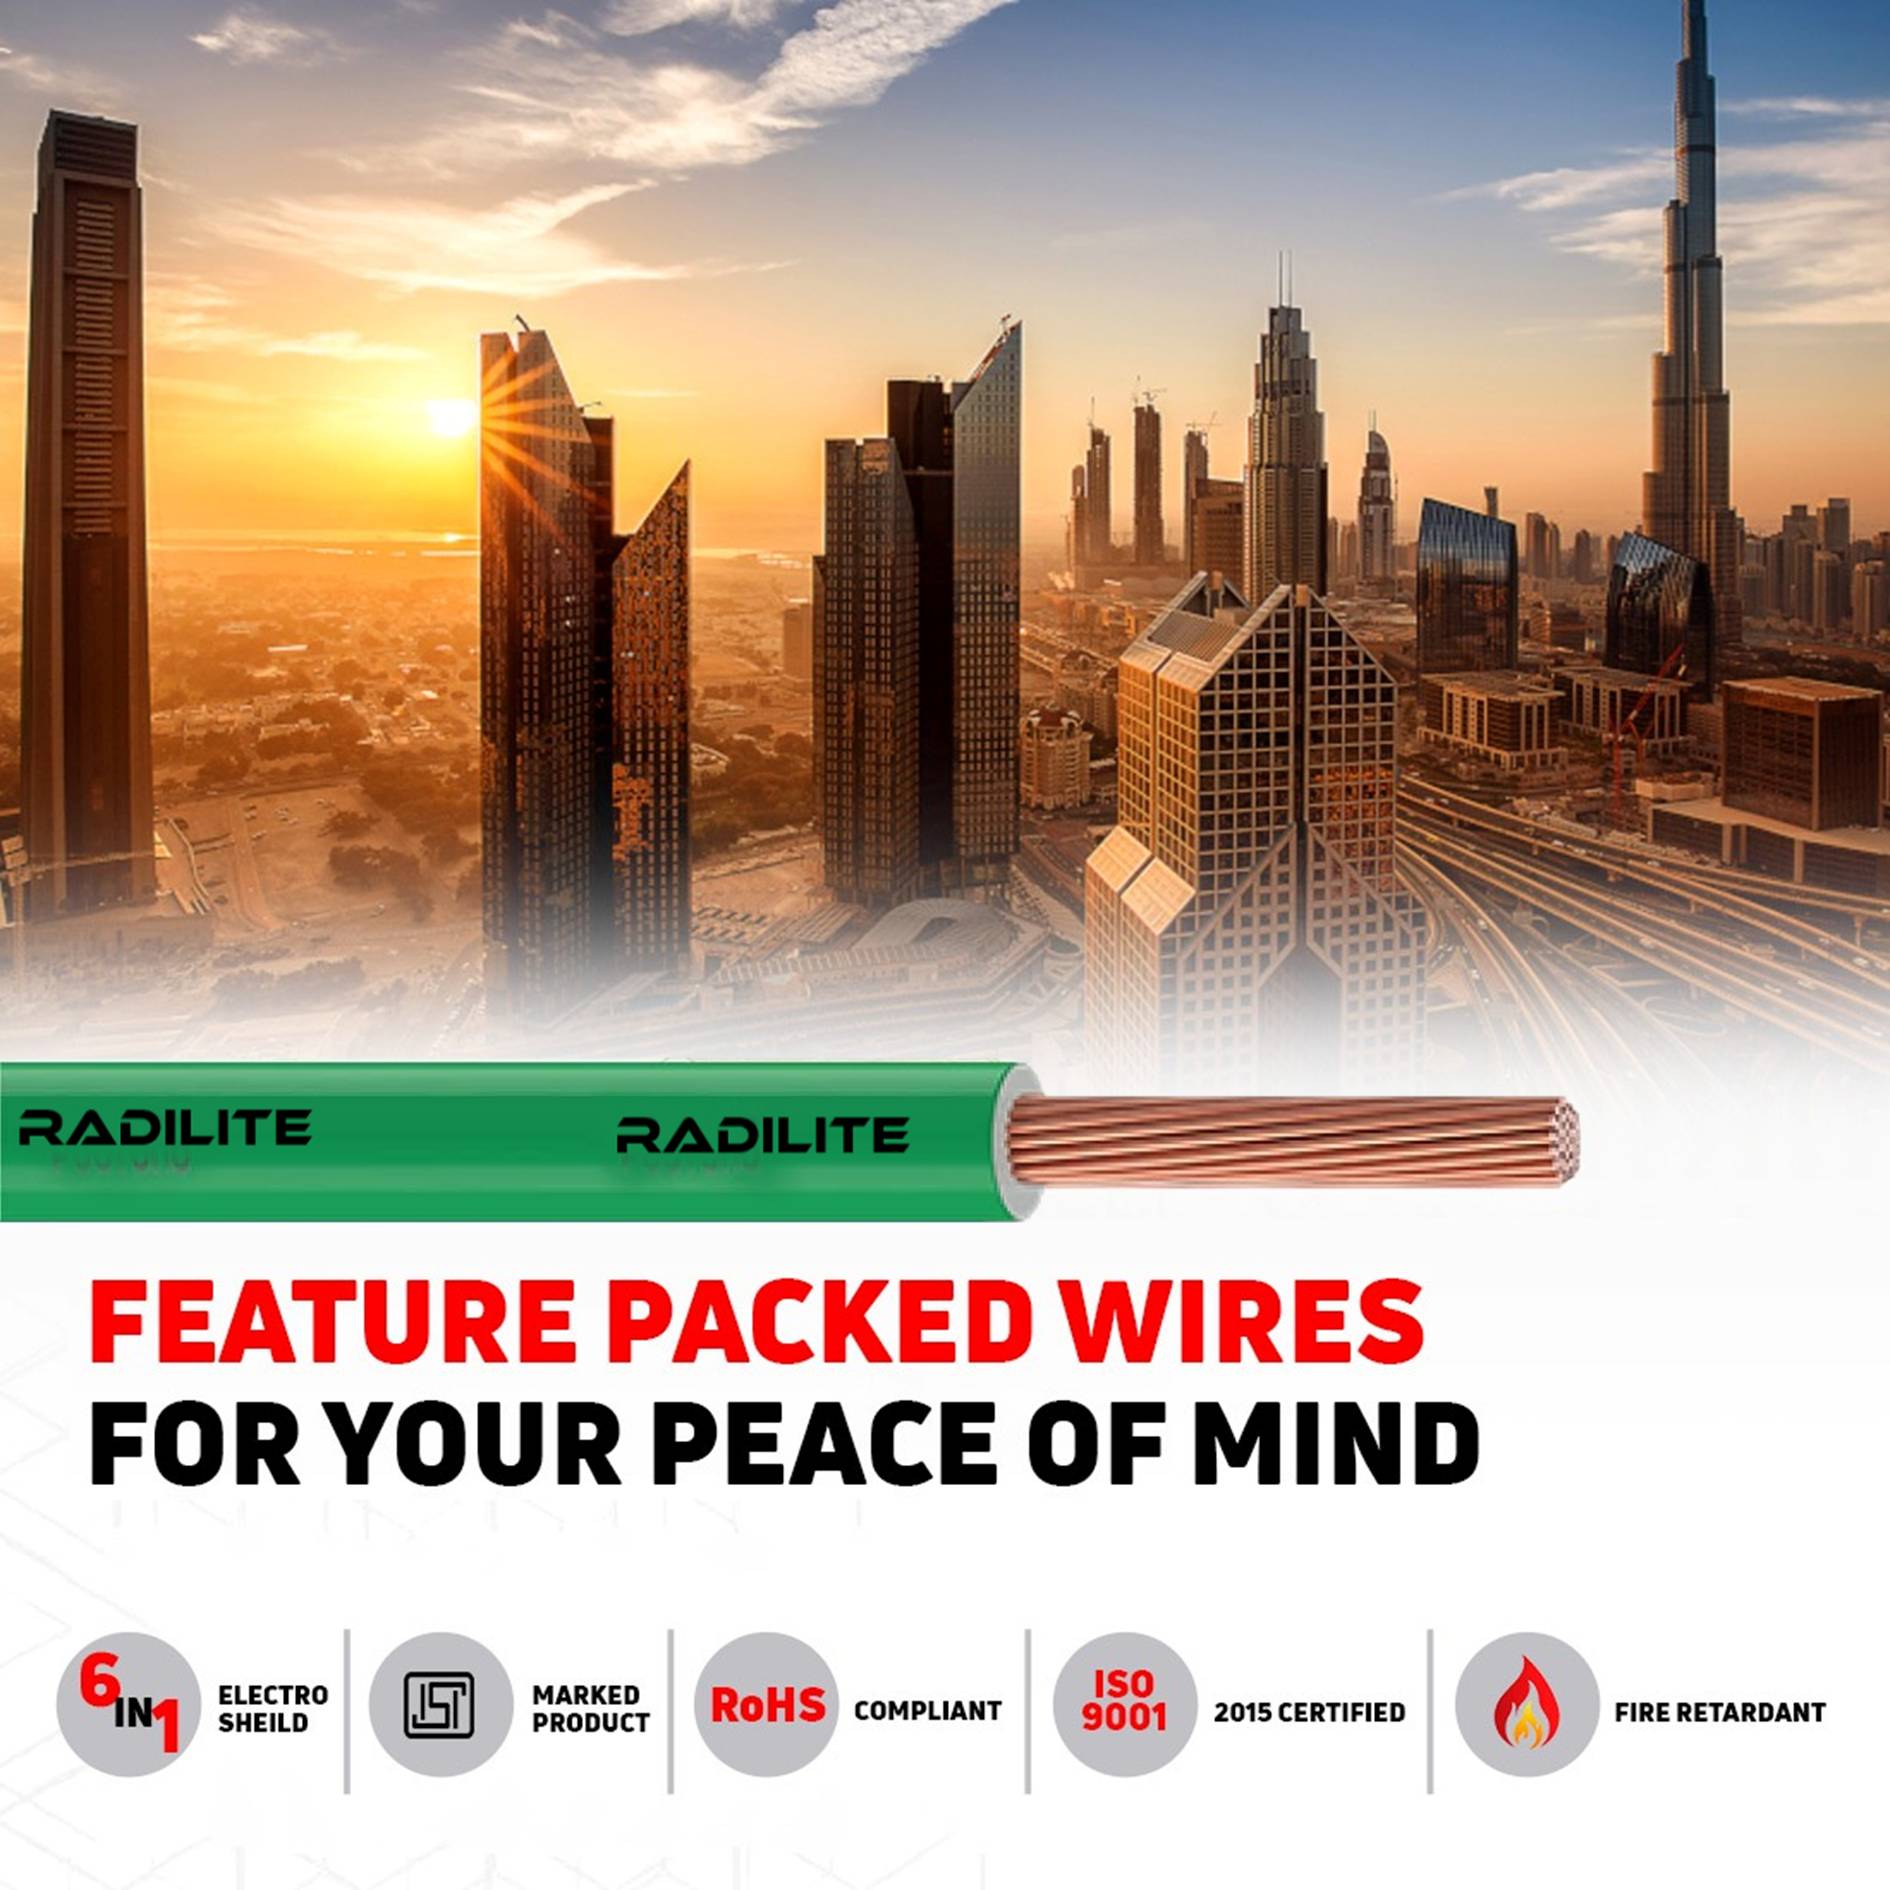 RADILITE
RADILITE
FEATURE PACKED WIRES
FOR YOUR PEACE OF MIND
6 IN 1
ELECTRO
SHEILD
ISI
MARKED
PRODUCT
RoHS
COMPLIANT
ISO
9001
2015 CERTIFIED
FIRE RETARDANT